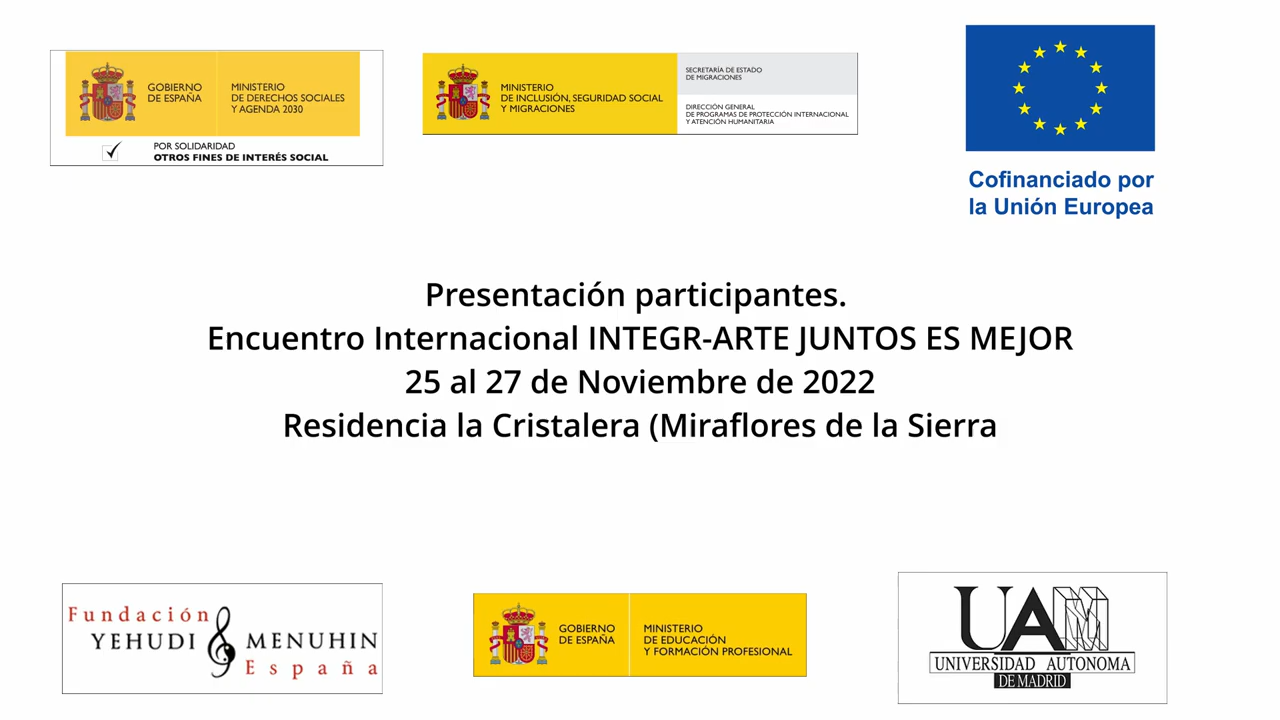 GOBIERNO
DE ESPAÑA
MINISTERIO
DE DERECHOS SOCIALES
Y AGENDA 2030
POR SOLIDARIDAD
OTROS FINES DE INTERÉS SOCIAL
MINISTERIO
DE INCLUSIÓN, SEGURIDAD SOCIAL
Y MIGRACIONES
SECRETARÍA DE ESTADO
DE MIGRACIONES
DIRECCIÓN GENERAL
DE PROGRAMAS DE PROTECCIÓN INTERNACIONAL
Y ATENCIÓN HUMANITARIA
Cofinanciado por
la Unión Europea
Presentación participantes.
Encuentro Internacional INTEGR-ARTE JUNTOS ES MEJOR
25 al 27 de Noviembre de 2022
Residencia la Cristalera (Miraflores de la Sierra
Fundación
YEHUDI MENUHIN
España
GOBIERNO
DE ESPAÑA
MINISTERIO
DE EDUCACIÓN
Y FORMACIÓN PROFESIONAL
UAM
UNIVERSIDAD AUTONOMA
DE MADRID